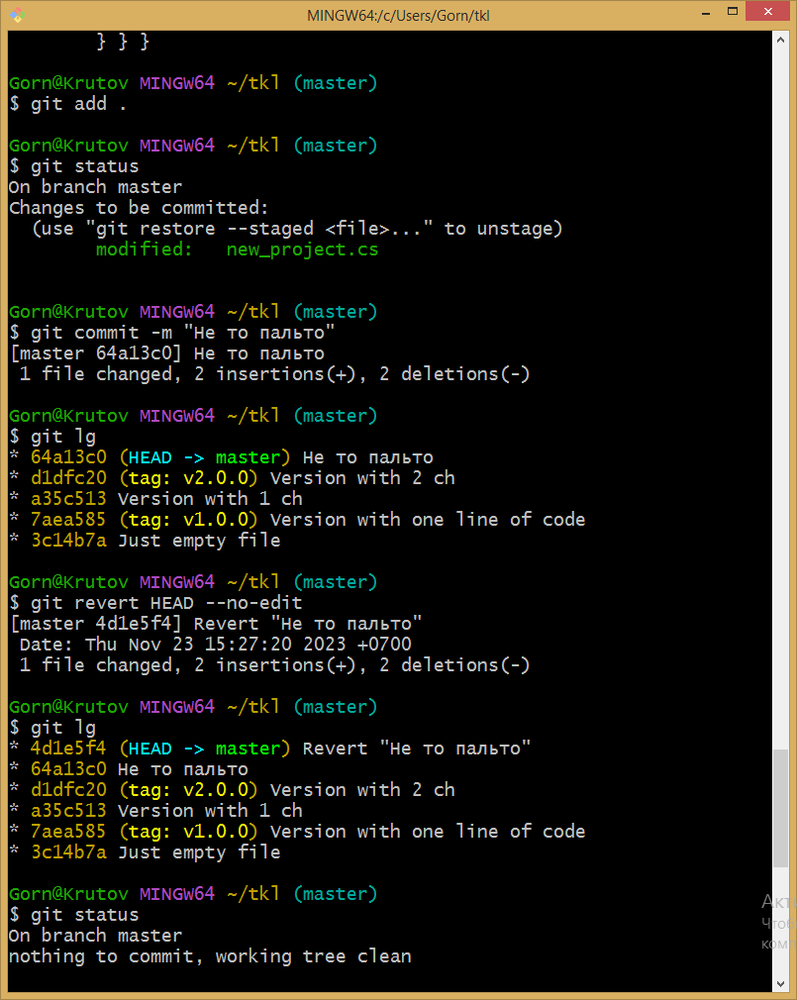 MINGW64:/c/Users/Gorn/tkl
} } }
Gorn@Krutov MINGW64 ~/tkl (master)
$ git add .
Gorn@Krutov MINGW64 ~/tkl (master)
$ git status
On branch master
Changes to be committed:
  (use "git restore --staged <file>..." to unstage)
        modified:   new_project.cs
Gorn@Krutov MINGW64 ~/tkl (master)
$ git commit -m "Не то пальто"
[master 64a13c0] Не то пальто
 1 file changed, 2 insertions(+), 2 deletions(-)
Gorn@Krutov MINGW64 ~/tkl (master)
$ git lg
* 64a13c0 (HEAD -> master) Не то пальто
* d1dfc20 (tag: v2.0.0) Version with 2 ch
* a35c513 Version with 1 ch
* 7aea585 (tag: v1.0.0) Version with one line of code
* 3c14b7a Just empty file
Gorn@Krutov MINGW64 ~/tkl (master)
$ git revert HEAD --no-edit
[master 4d1e5f4] Revert "Не то пальто"
 Date: Thu Nov 23 15:27:20 2023 +0700
 1 file changed, 2 insertions(+), 2 deletions(-)
Gorn@Krutov MINGW64 ~/tkl (master)
$ git lg
* 4d1e5f4 (HEAD -> master) Revert "Не то пальто"
* 64a13c0 Не то пальто
* d1dfc20 (tag: v2.0.0) Version with 2 ch
* a35c513 Version with 1 ch
* 7aea585 (tag: v1.0.0) Version with one line of code
* 3c14b7a Just empty file
Gorn@Krutov MINGW64 ~/tkl (master)
$ git status
On branch master
nothing to commit, working tree clean